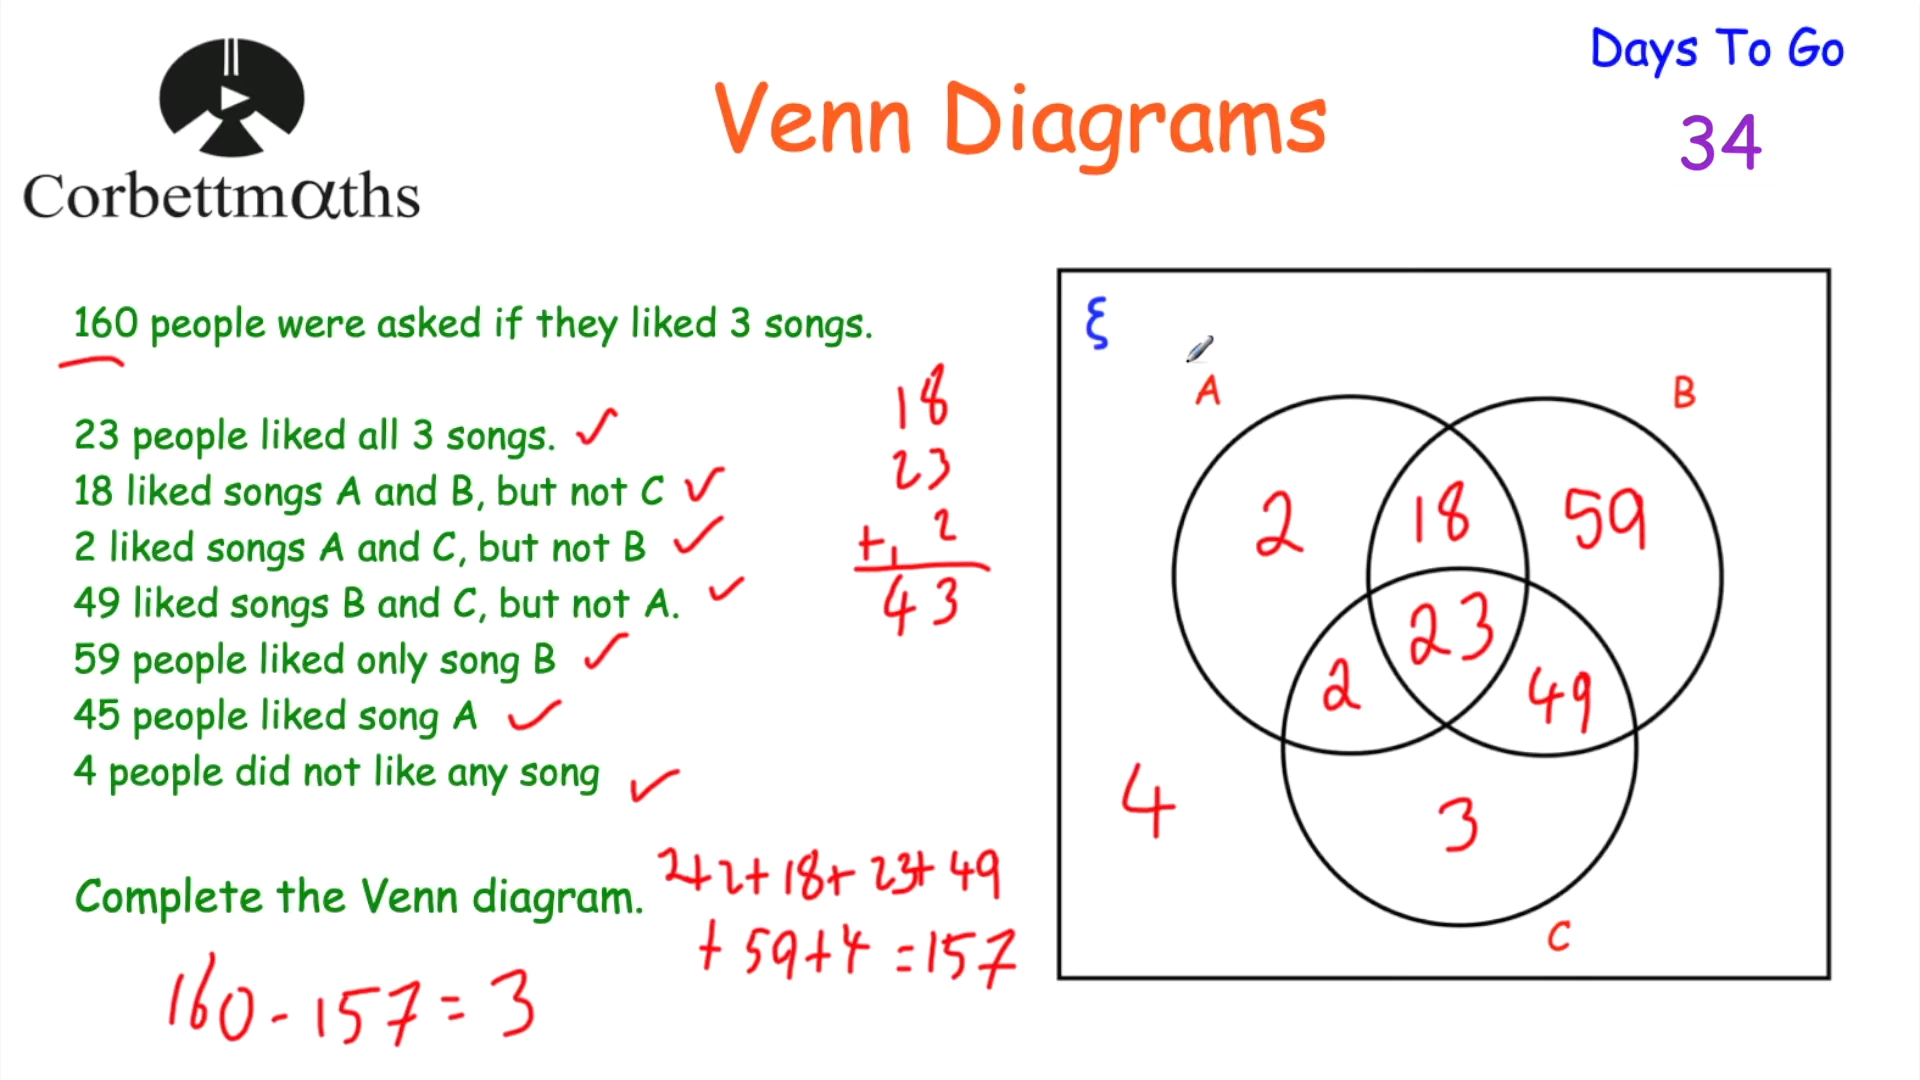 Corbettmαths
Venn Diagrams
Days To Go
34
160 people were asked if they liked 3 songs.
23 people liked all 3 songs.
18 liked songs A and B, but not C
2 liked songs A and C, but not B
49 liked songs B and C, but not A.
59 people liked only song B
45 people liked song A
4 people did not like any song
Complete the Venn diagram.
18
23
+ 2
1
43
2+2+18+23+49
+59+4=157
160-157=3
ξ
A
B
2
18
59
23
2
49
4
3
C